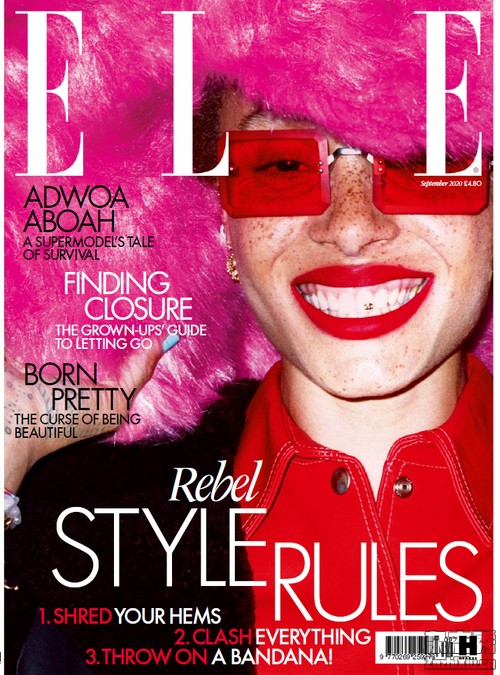 ELLE
September 2020 £4.80
ADWOA
ABOAH
A SUPERMODEL'S TALE
OF SURVIVAL
FINDING
CLOSURE
THE GROWN-UPS' GUIDE
TO LETTING GO
BORN
PRETTY
THE CURSE OF BEING
BEAUTIFUL
Rebel
STYLE
RULES
1. SHRED YOUR HEMS
2. CLASH EVERYTHING
3. THROW ON A BANDANA!
H